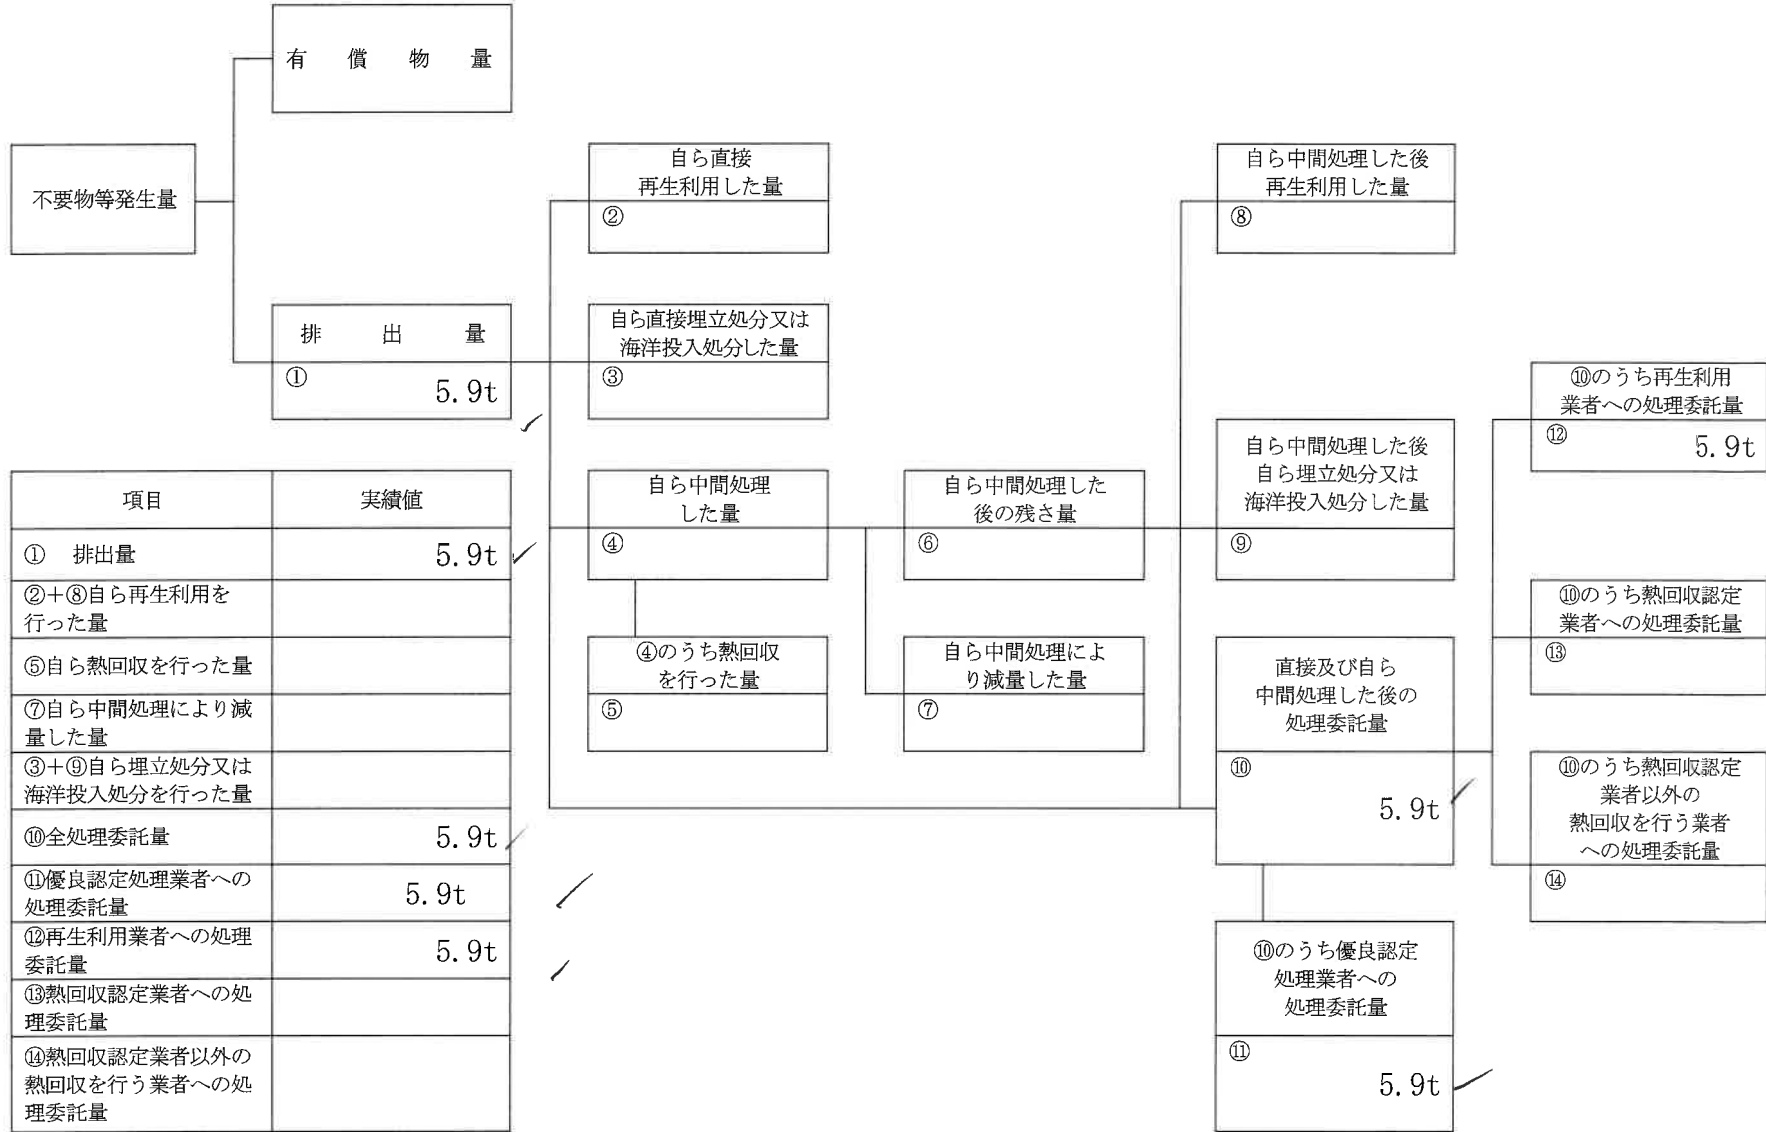 有償物量
不要物等発生量
排出量
①
5.9t
自ら直接
再生利用した量
②
自ら直接埋立処分又は
海洋投入処分した量
③
自ら中間処理
した量
④
④のうち熱回収
を行った量
⑤
自ら中間処理した
後の残さ量
⑥
自ら中間処理によ
り減量した量
⑦
自ら中間処理した後
再生利用した量
⑧
自ら中間処理した後
自ら埋立処分又は
海洋投入処分した量
⑨
直接及び自ら
中間処理した後の
処理委託量
⑩
5.9t
⑩のうち優良認定
処理業者への
処理委託量
⑪
5.9t
⑩のうち再生利用
業者への処理委託量
⑫
5.9t
⑩のうち熱回収認定
業者への処理委託量
⑬
⑩のうち熱回収認定
業者以外の
熱回収を行う業者
への処理委託量
⑭
項目 実績値
① 排出量 5.9t
②+⑧自ら再生利用を
行った量
⑤自ら熱回収を行った量
⑦自ら中間処理により減
量した量
③+⑨自ら埋立処分又は
海洋投入処分を行った量
⑩全処理委託量 5.9t
⑪優良認定処理業者への
処理委託量
5.9t
⑫再生利用業者への処理
委託量
5.9t
⑬熱回収認定業者への処
理委託量
⑭熱回収認定業者以外の
熱回収を行う業者への処
理委託量